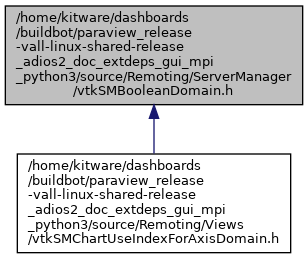 /home/kitware/dashboards
/buildbot/paraview_release
-vall-linux-shared-release
_adios2_doc_extdeps_gui_mpi
_python3/source/Remoting/ServerManager
/vtkSMBooleanDomain.h
/home/kitware/dashboards
/buildbot/paraview_release
-vall-linux-shared-release
_adios2_doc_extdeps_gui_mpi
_python3/source/Remoting/Views
/vtkSMChartUseIndexForAxisDomain.h